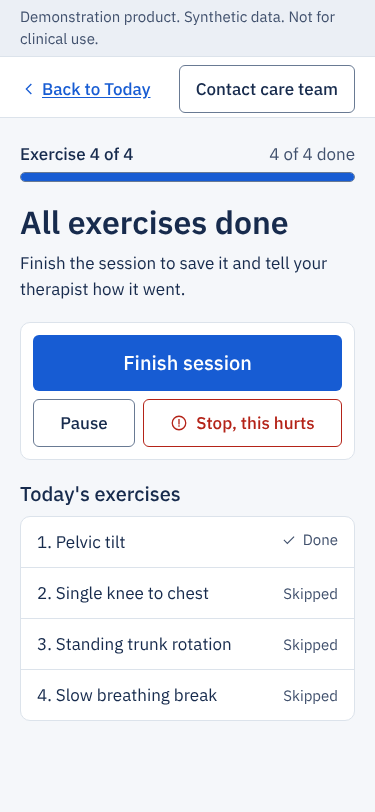 Demonstration product. Synthetic data. Not for
clinical use.
Back to Today
Contact care team
Exercise 4 of 4
4 of 4 done
All exercises done
Finish the session to save it and tell your
therapist how it went.
Finish session
Pause
Stop, this hurts
Today's exercises
1. Pelvic tilt
Done
2. Single knee to chest
Skipped
3. Standing trunk rotation
Skipped
4. Slow breathing break
Skipped